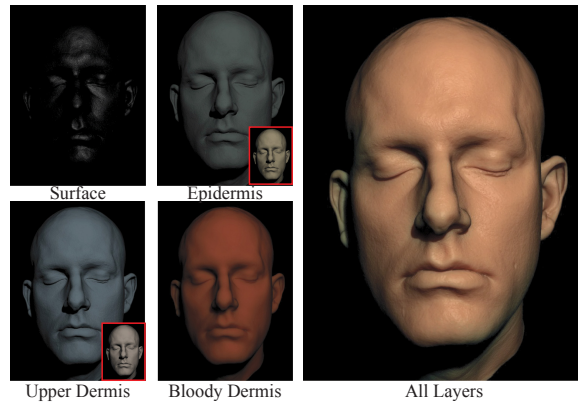 Surface
Epidermis
Upper Dermis
Bloody Dermis
All Layers